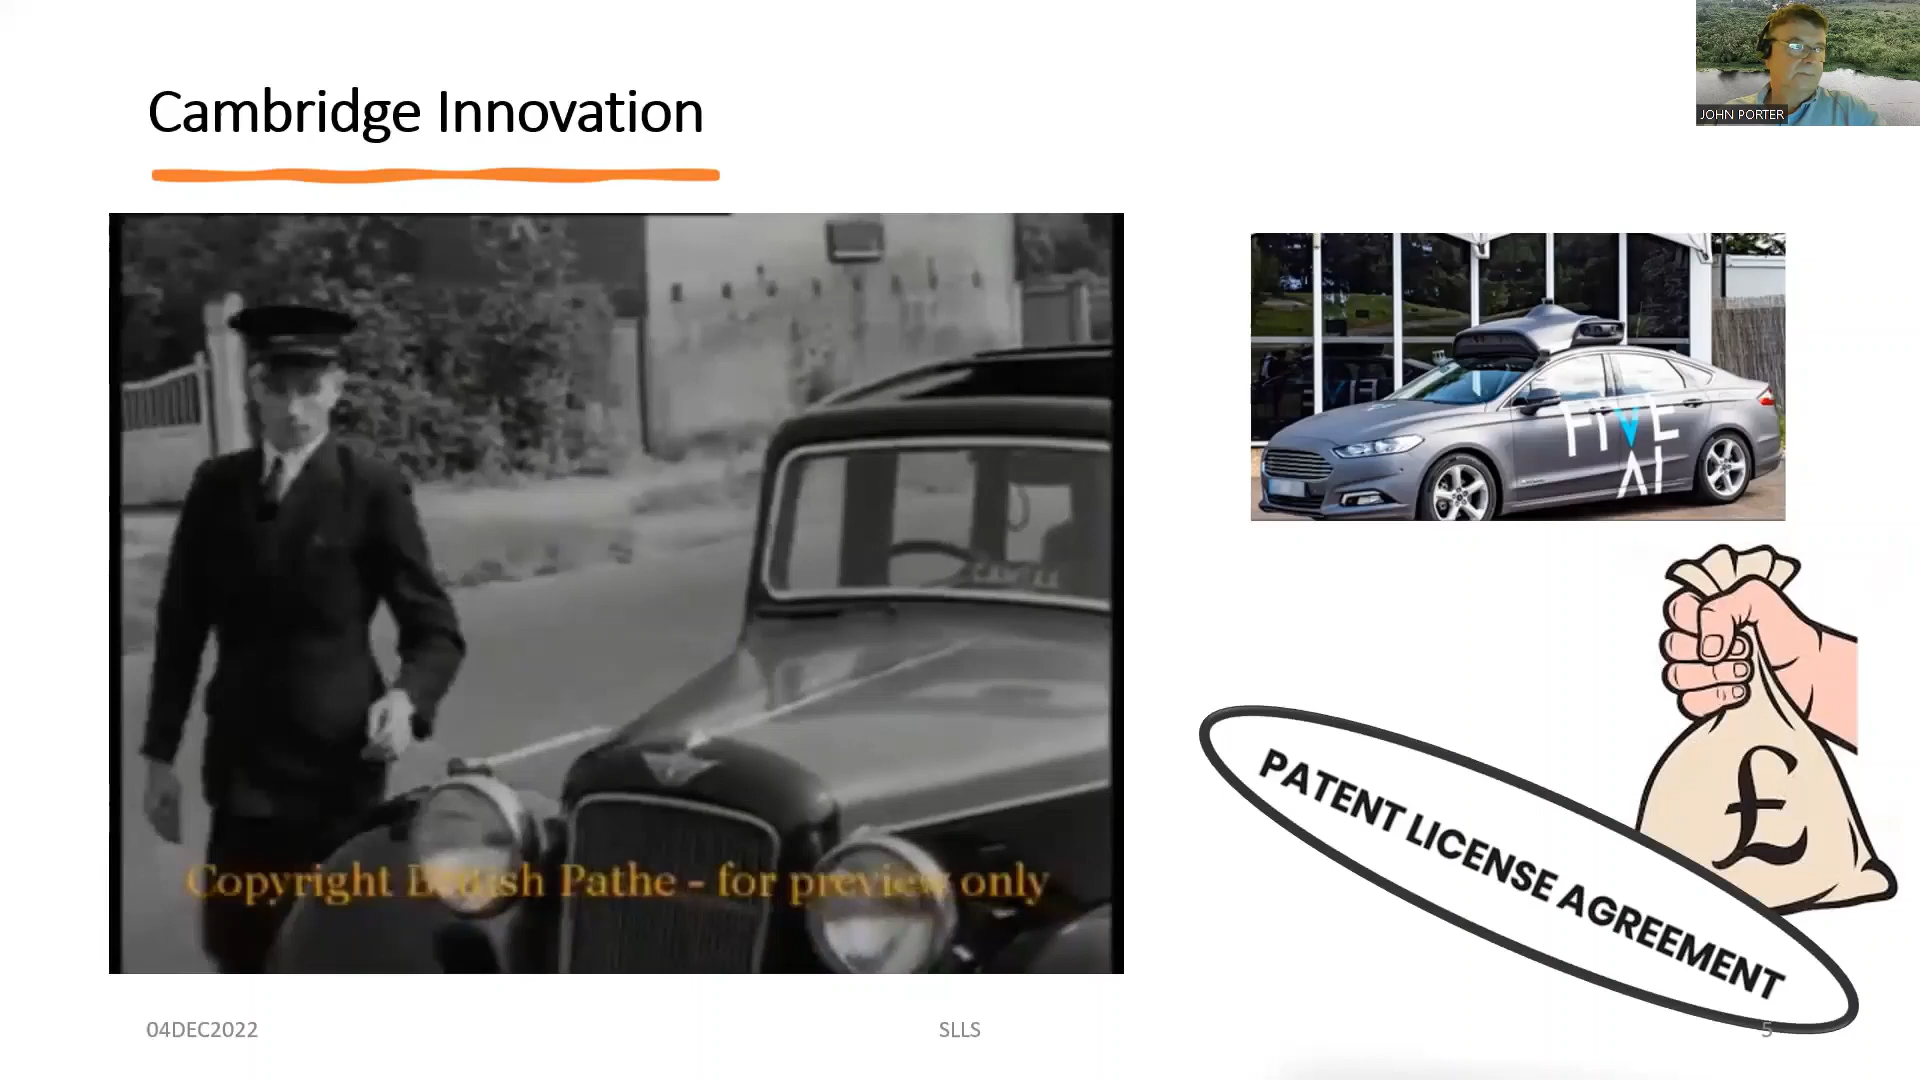 Cambridge Innovation
JOHN PORTER
FIVE
AI
Copyright British Pathe - for preview only
£
PATENT LICENSE AGREEMENT
04DEC2022
SLLS
5